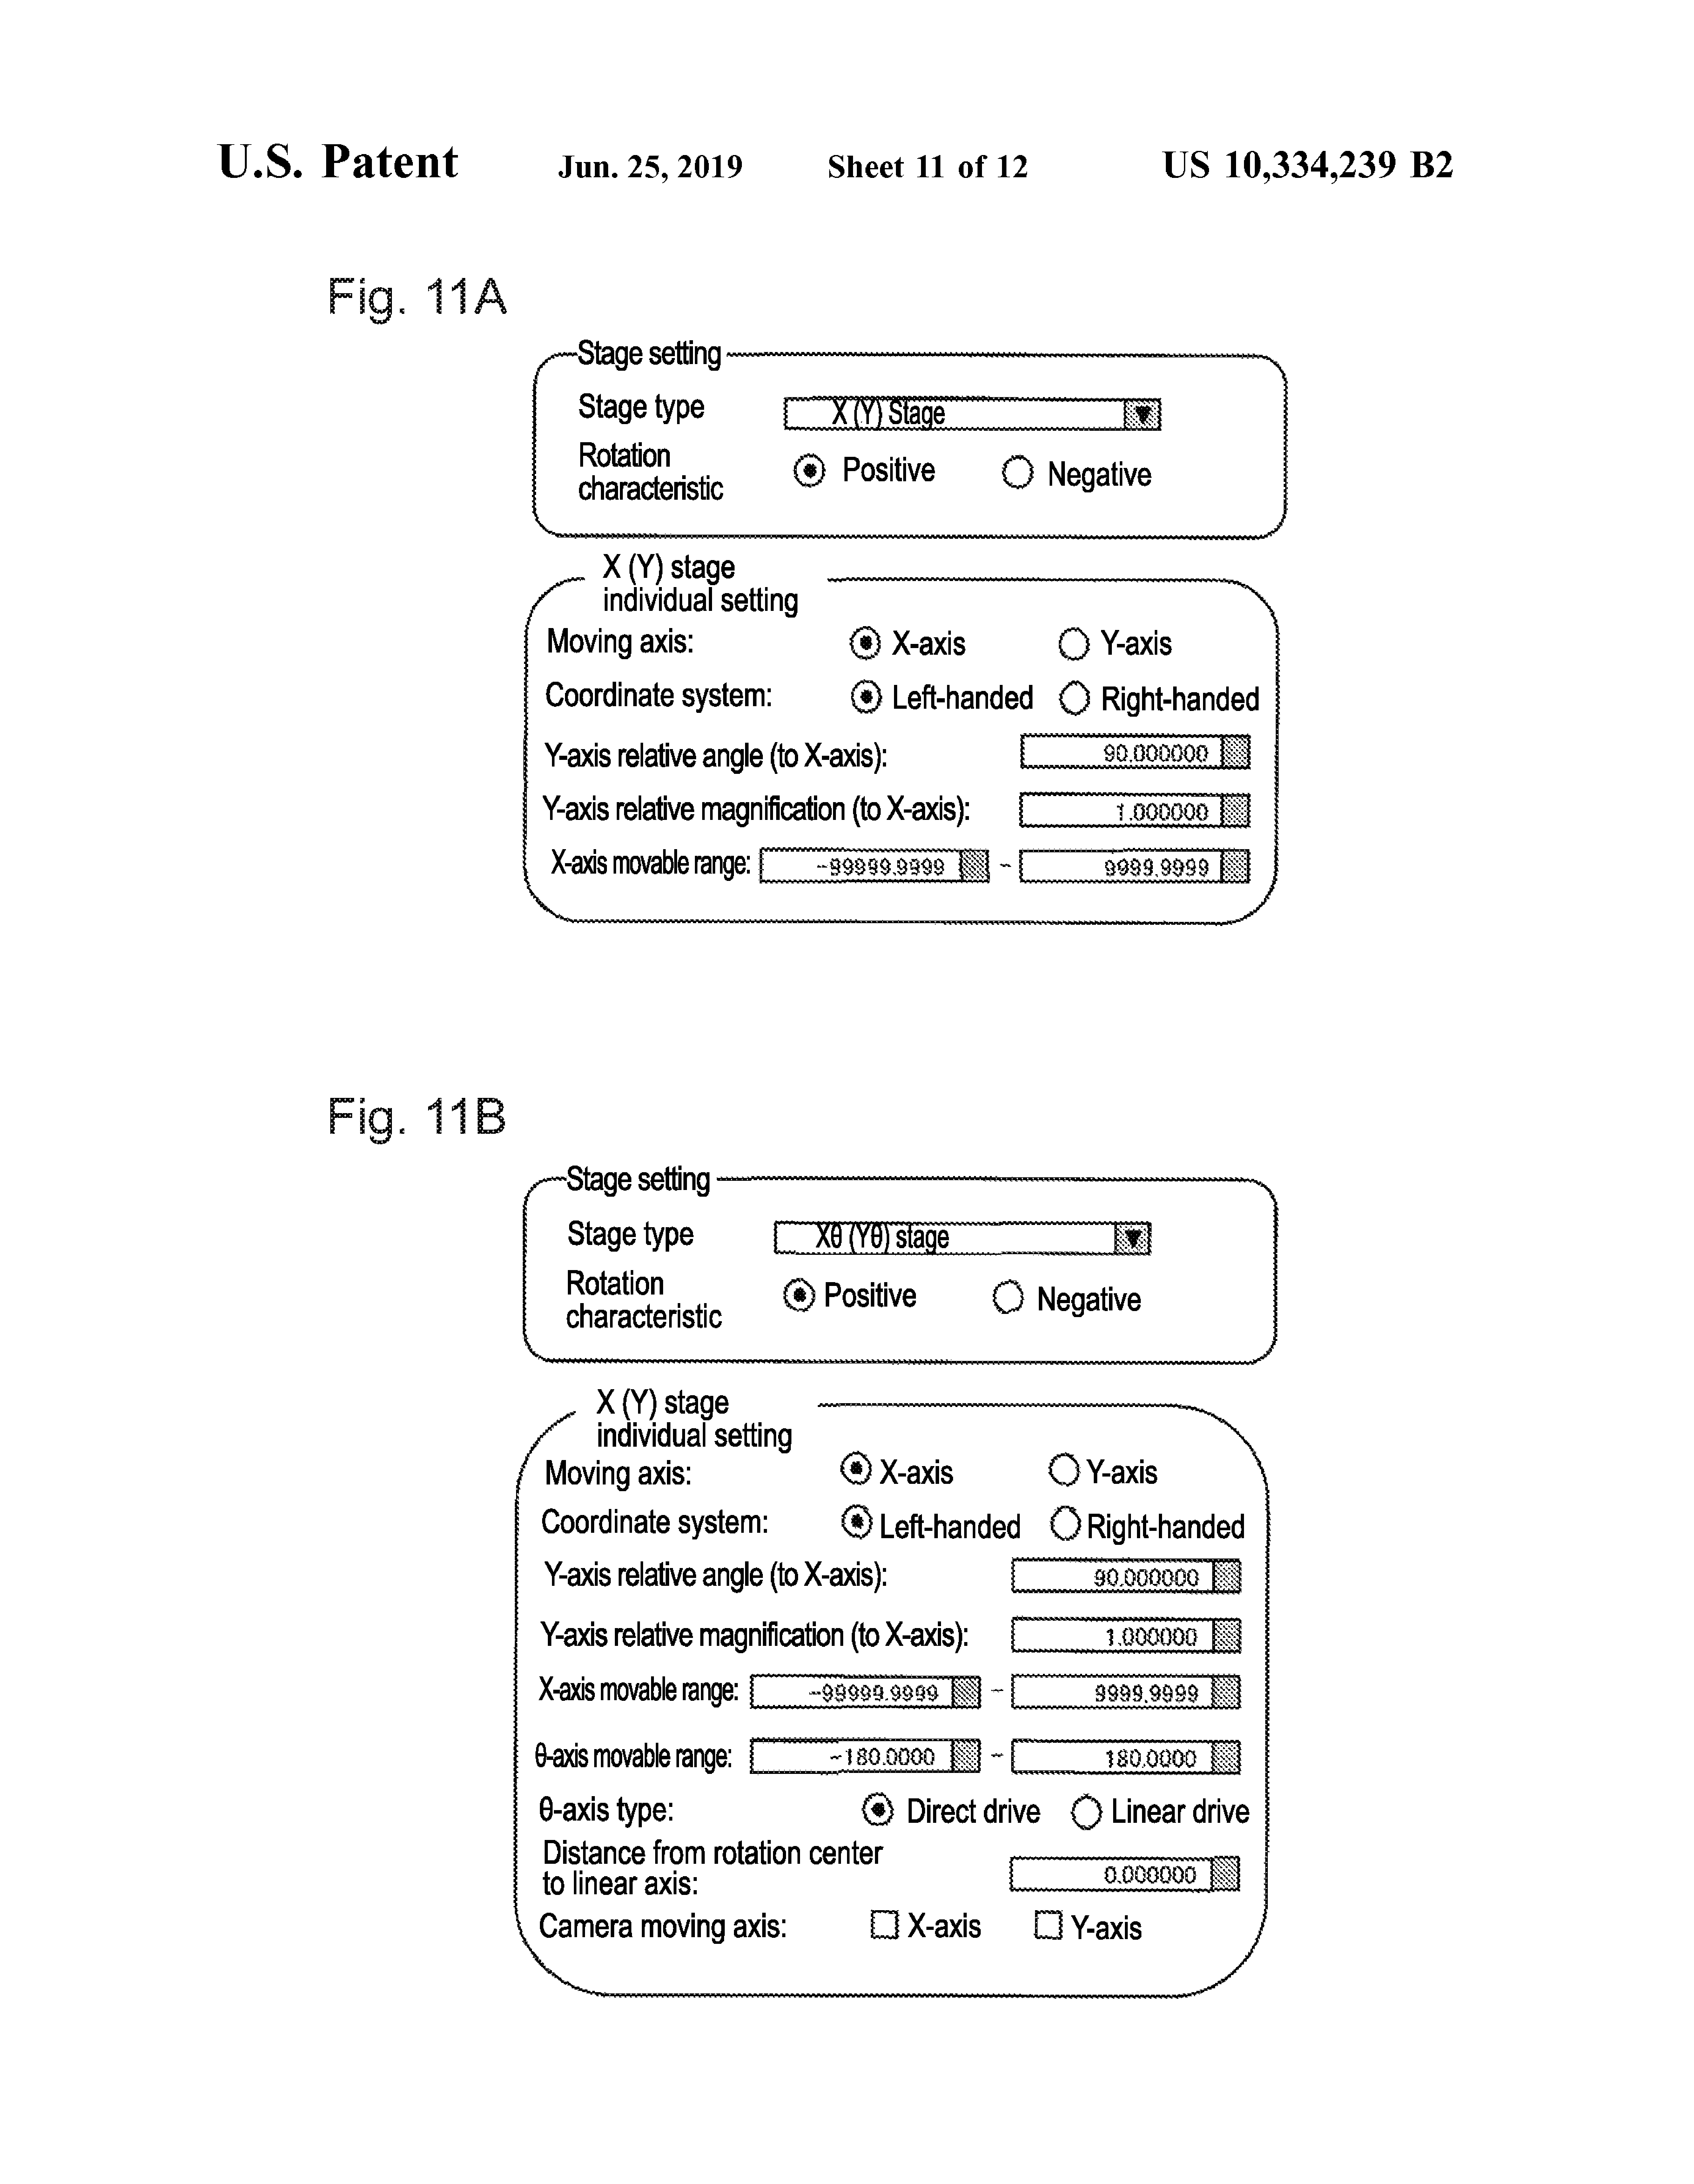 U.S. Patent Jun. 25, 2019 Sheet 11 of 12 US 10,334,239 B2
Fig. 11A
Stage setting
Stage type X (Y) Stage
Rotation
characteristic Positive Negative
X (Y) stage
individual setting
Moving axis: X-axis Y-axis
Coordinate system: Left-handed Right-handed
Y-axis relative angle (to X-axis): 90.000000
Y-axis relative magnification (to X-axis): 1.000000
X-axis movable range: -99999.9999 - 9999.9999
Fig. 11B
Stage setting
Stage type Xθ (Yθ) stage
Rotation
characteristic Positive Negative
X (Y) stage
individual setting
Moving axis: X-axis Y-axis
Coordinate system: Left-handed Right-handed
Y-axis relative angle (to X-axis): 90.000000
Y-axis relative magnification (to X-axis): 1.000000
X-axis movable range: -99999.9999 - 9999.9999
θ-axis movable range: -180.0000 - 180.0000
θ-axis type: Direct drive Linear drive
Distance from rotation center
to linear axis: 0.000000
Camera moving axis: X-axis Y-axis